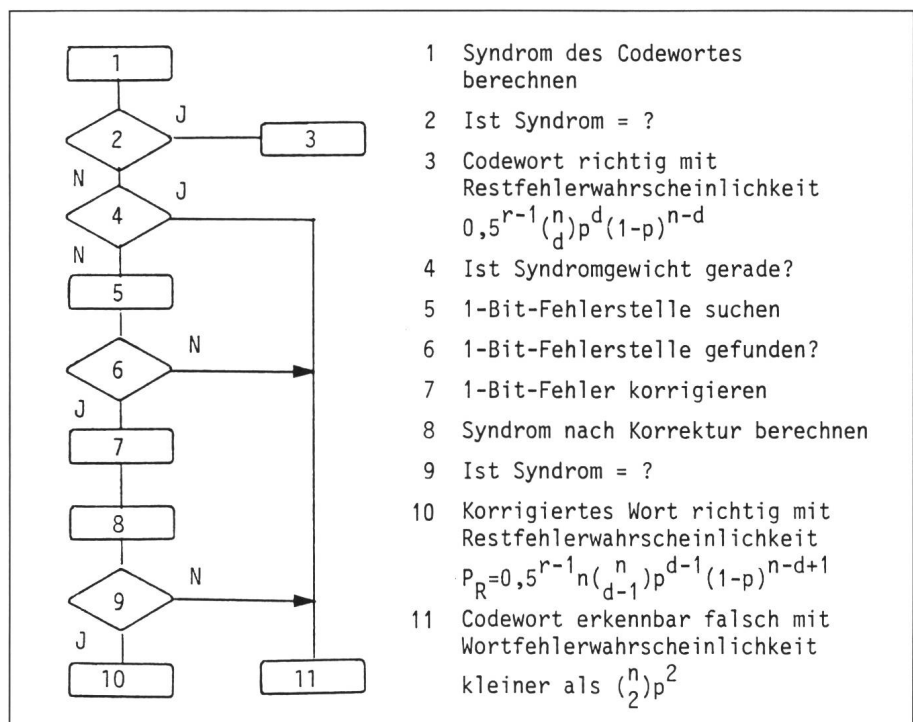 1
J
2
3
N
J
4
N
5
N
6
J
7
8
N
9
J
10
11
1 Syndrom des Codewortes
berechnen
2 Ist Syndrom = ?
3 Codewort richtig mit
Restfehlerwahrscheinlichkeit
0,5^{r-1}(n d)p^d(1-p)^{n-d}
4 Ist Syndromgewicht gerade?
5 1-Bit-Fehlerstelle suchen
6 1-Bit-Fehlerstelle gefunden?
7 1-Bit-Fehler korrigieren
8 Syndrom nach Korrektur berechnen
9 Ist Syndrom = ?
10 Korrigiertes Wort richtig mit
Restfehlerwahrscheinlichkeit
P_R=0,5^{r-1}n(n d-1)p^{d-1}(1-p)^{n-d+1}
11 Codewort erkennbar falsch mit
Wortfehlerwahrscheinlichkeit
kleiner als (n 2)p^2